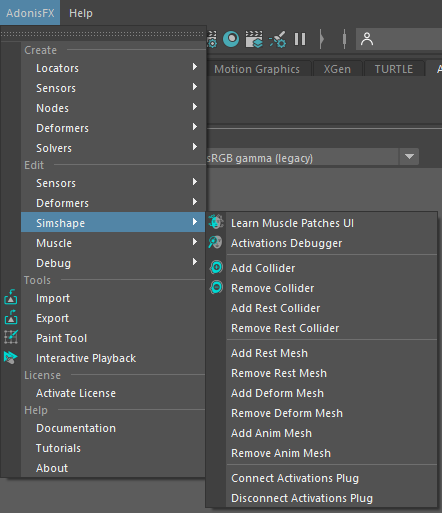 AdonisFX Help
Create
Locators
Sensors
Nodes
Deformers
Solvers
Edit
Sensors
Deformers
Simshape
Muscle
Debug
Tools
Import
Export
Paint Tool
Interactive Playback
License
Activate License
Help
Documentation
Tutorials
About
Motion Graphics XGen TURTLE
sRGB gamma (legacy)
Learn Muscle Patches UI
Activations Debugger
Add Collider
Remove Collider
Add Rest Collider
Remove Rest Collider
Add Rest Mesh
Remove Rest Mesh
Add Deform Mesh
Remove Deform Mesh
Add Anim Mesh
Remove Anim Mesh
Connect Activations Plug
Disconnect Activations Plug